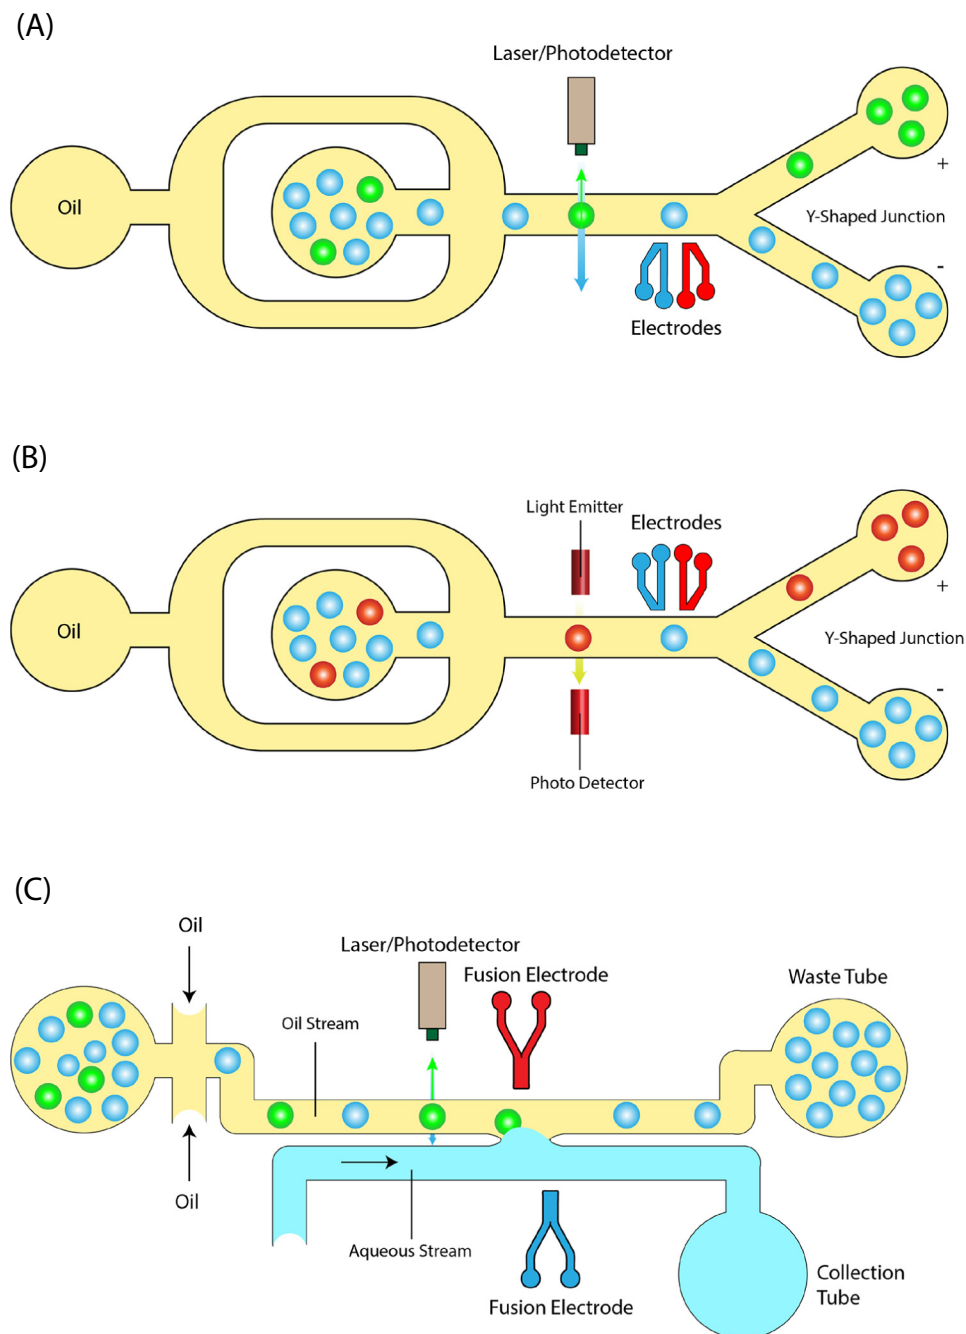 (A)
Laser/Photodetector
Oil
+
Y-Shaped Junction
-
Electrodes
(B)
Light Emitter
Electrodes
+
Oil
Y-Shaped Junction
-
Photo Detector
(C)
Oil
Laser/Photodetector
Fusion Electrode
Waste Tube
Oil Stream
Oil
Aqueous Stream
Fusion Electrode
Collection
Tube